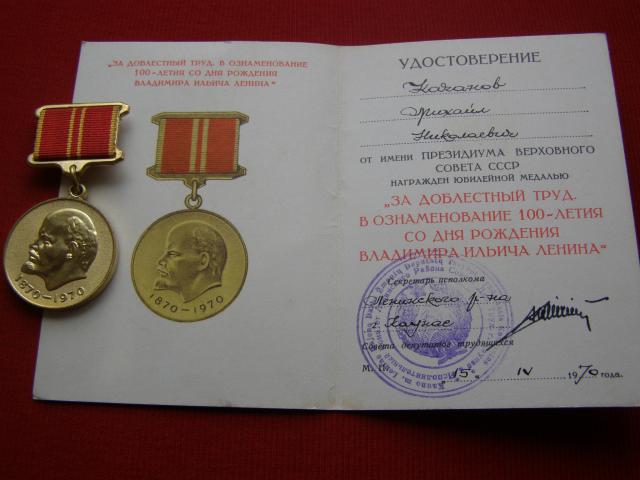 1870-1970
„ЗА ДОБЛЕСТНЫЙ ТРУД. В ОЗНАМЕНОВАНИЕ
100-ЛЕТИЯ СО ДНЯ РОЖДЕНИЯ
ВЛАДИМИРА ИЛЬИЧА ЛЕНИНА“
1870-1970
УДОСТОВЕРЕНИЕ
Михаил
Николаевич
ОТ ИМЕНИ ПРЕЗИДИУМА ВЕРХОВНОГО
СОВЕТА СССР
НАГРАЖДЕН ЮБИЛЕЙНОЙ МЕДАЛЬЮ
„ЗА ДОБЛЕСТНЫЙ ТРУД.
В ОЗНАМЕНОВАНИЕ 100-ЛЕТИЯ
СО ДНЯ РОЖДЕНИЯ
ВЛАДИМИРА ИЛЬИЧА ЛЕНИНА“
Секретарь исполкома
Ленинского р-на
г. Каунас
Совета депутатов трудящихся
М. П. „15“ IV 1970 года.